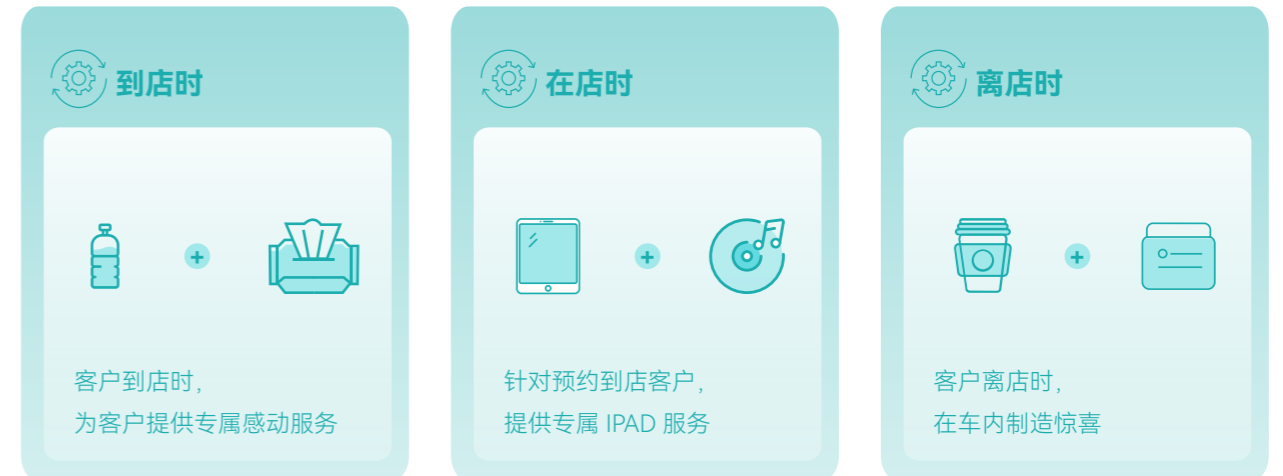 到店时
客户到店时，
为客户提供专属感动服务
在店时
针对预约到店客户，
提供专属 IPAD 服务
离店时
客户离店时，
在车内制造惊喜